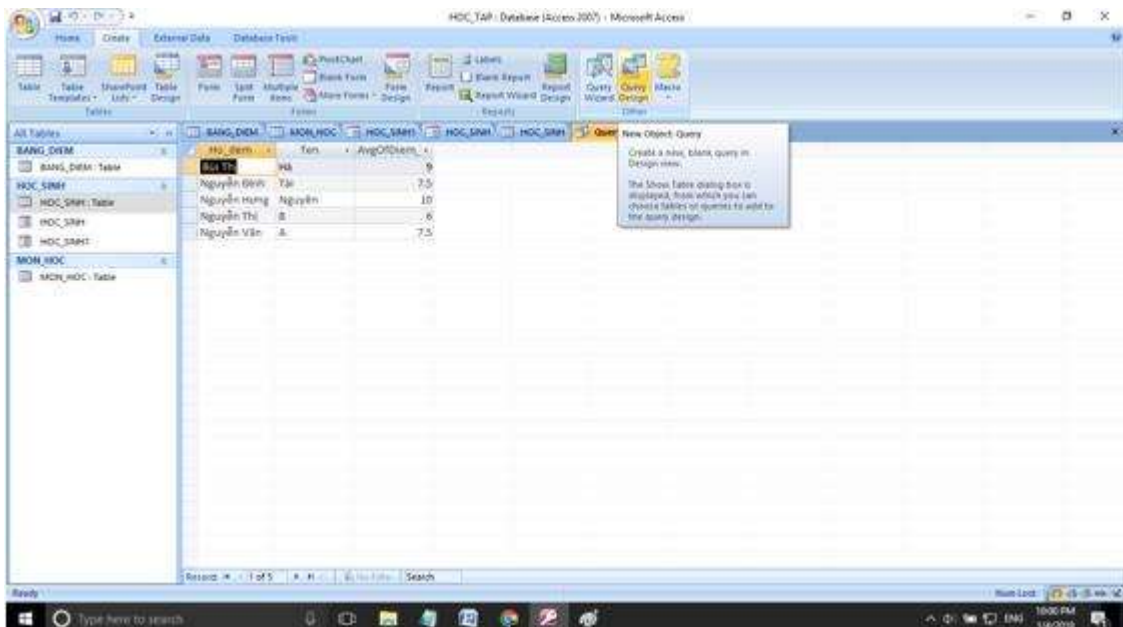 HOC_TAP : Database (Access 2007) - Microsoft Access
Home Create External Data Database Tools
Table Table Templates SharePoint Lists Table Design
Tables
Form Split Form Multiple Items PivotChart Blank Form More Forms Form Design
Forms
Report Labels Blank Report Report Wizard Report Design
Reports
Query Wizard Query Design Macro
Other
All Tables
BANG_DIEM MON_HOC HOC_SINH1 HOC_SINH HOC_SINH
BANG_DIEM
BANG_DIEM : Table
HOC_SINH
HOC_SINH : Table
HOC_SINH
HOC_SINH1
MON_HOC
MON_HOC : Table
Ho_dem Ten AvgOfDiem_
Bùi Thị Hà 9
Nguyễn Đình Tài 7.5
Nguyễn Hưng Nguyên 10
Nguyễn Thị B 6
Nguyễn Văn A 7.5
New Object: Query
Create a new, blank query in
Design view.
The Show Table dialog box is
displayed, from which you can
choose tables or queries to add to
the query design.
Record: 1 of 5 No Filter Search
Ready Num Lock
Type here to search
ENG 10:00 PM